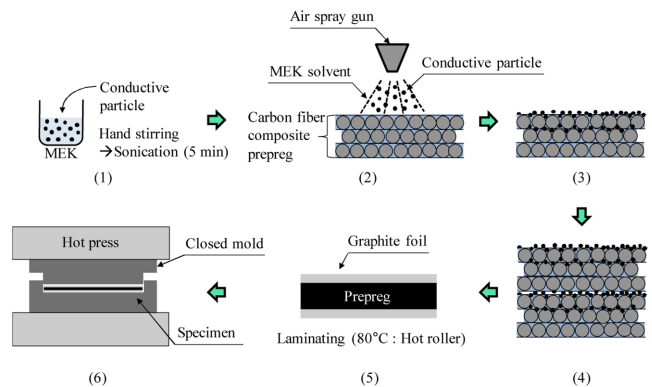 Air spray gun
Conductive
particle
MEK
Hand stirring
→Sonication (5 min)
(1)
MEK solvent
Conductive particle
Carbon fiber
composite
prepreg
(2)
(3)
(4)
Graphite foil
Prepreg
Laminating (80°C : Hot roller)
(5)
Hot press
Closed mold
Specimen
(6)